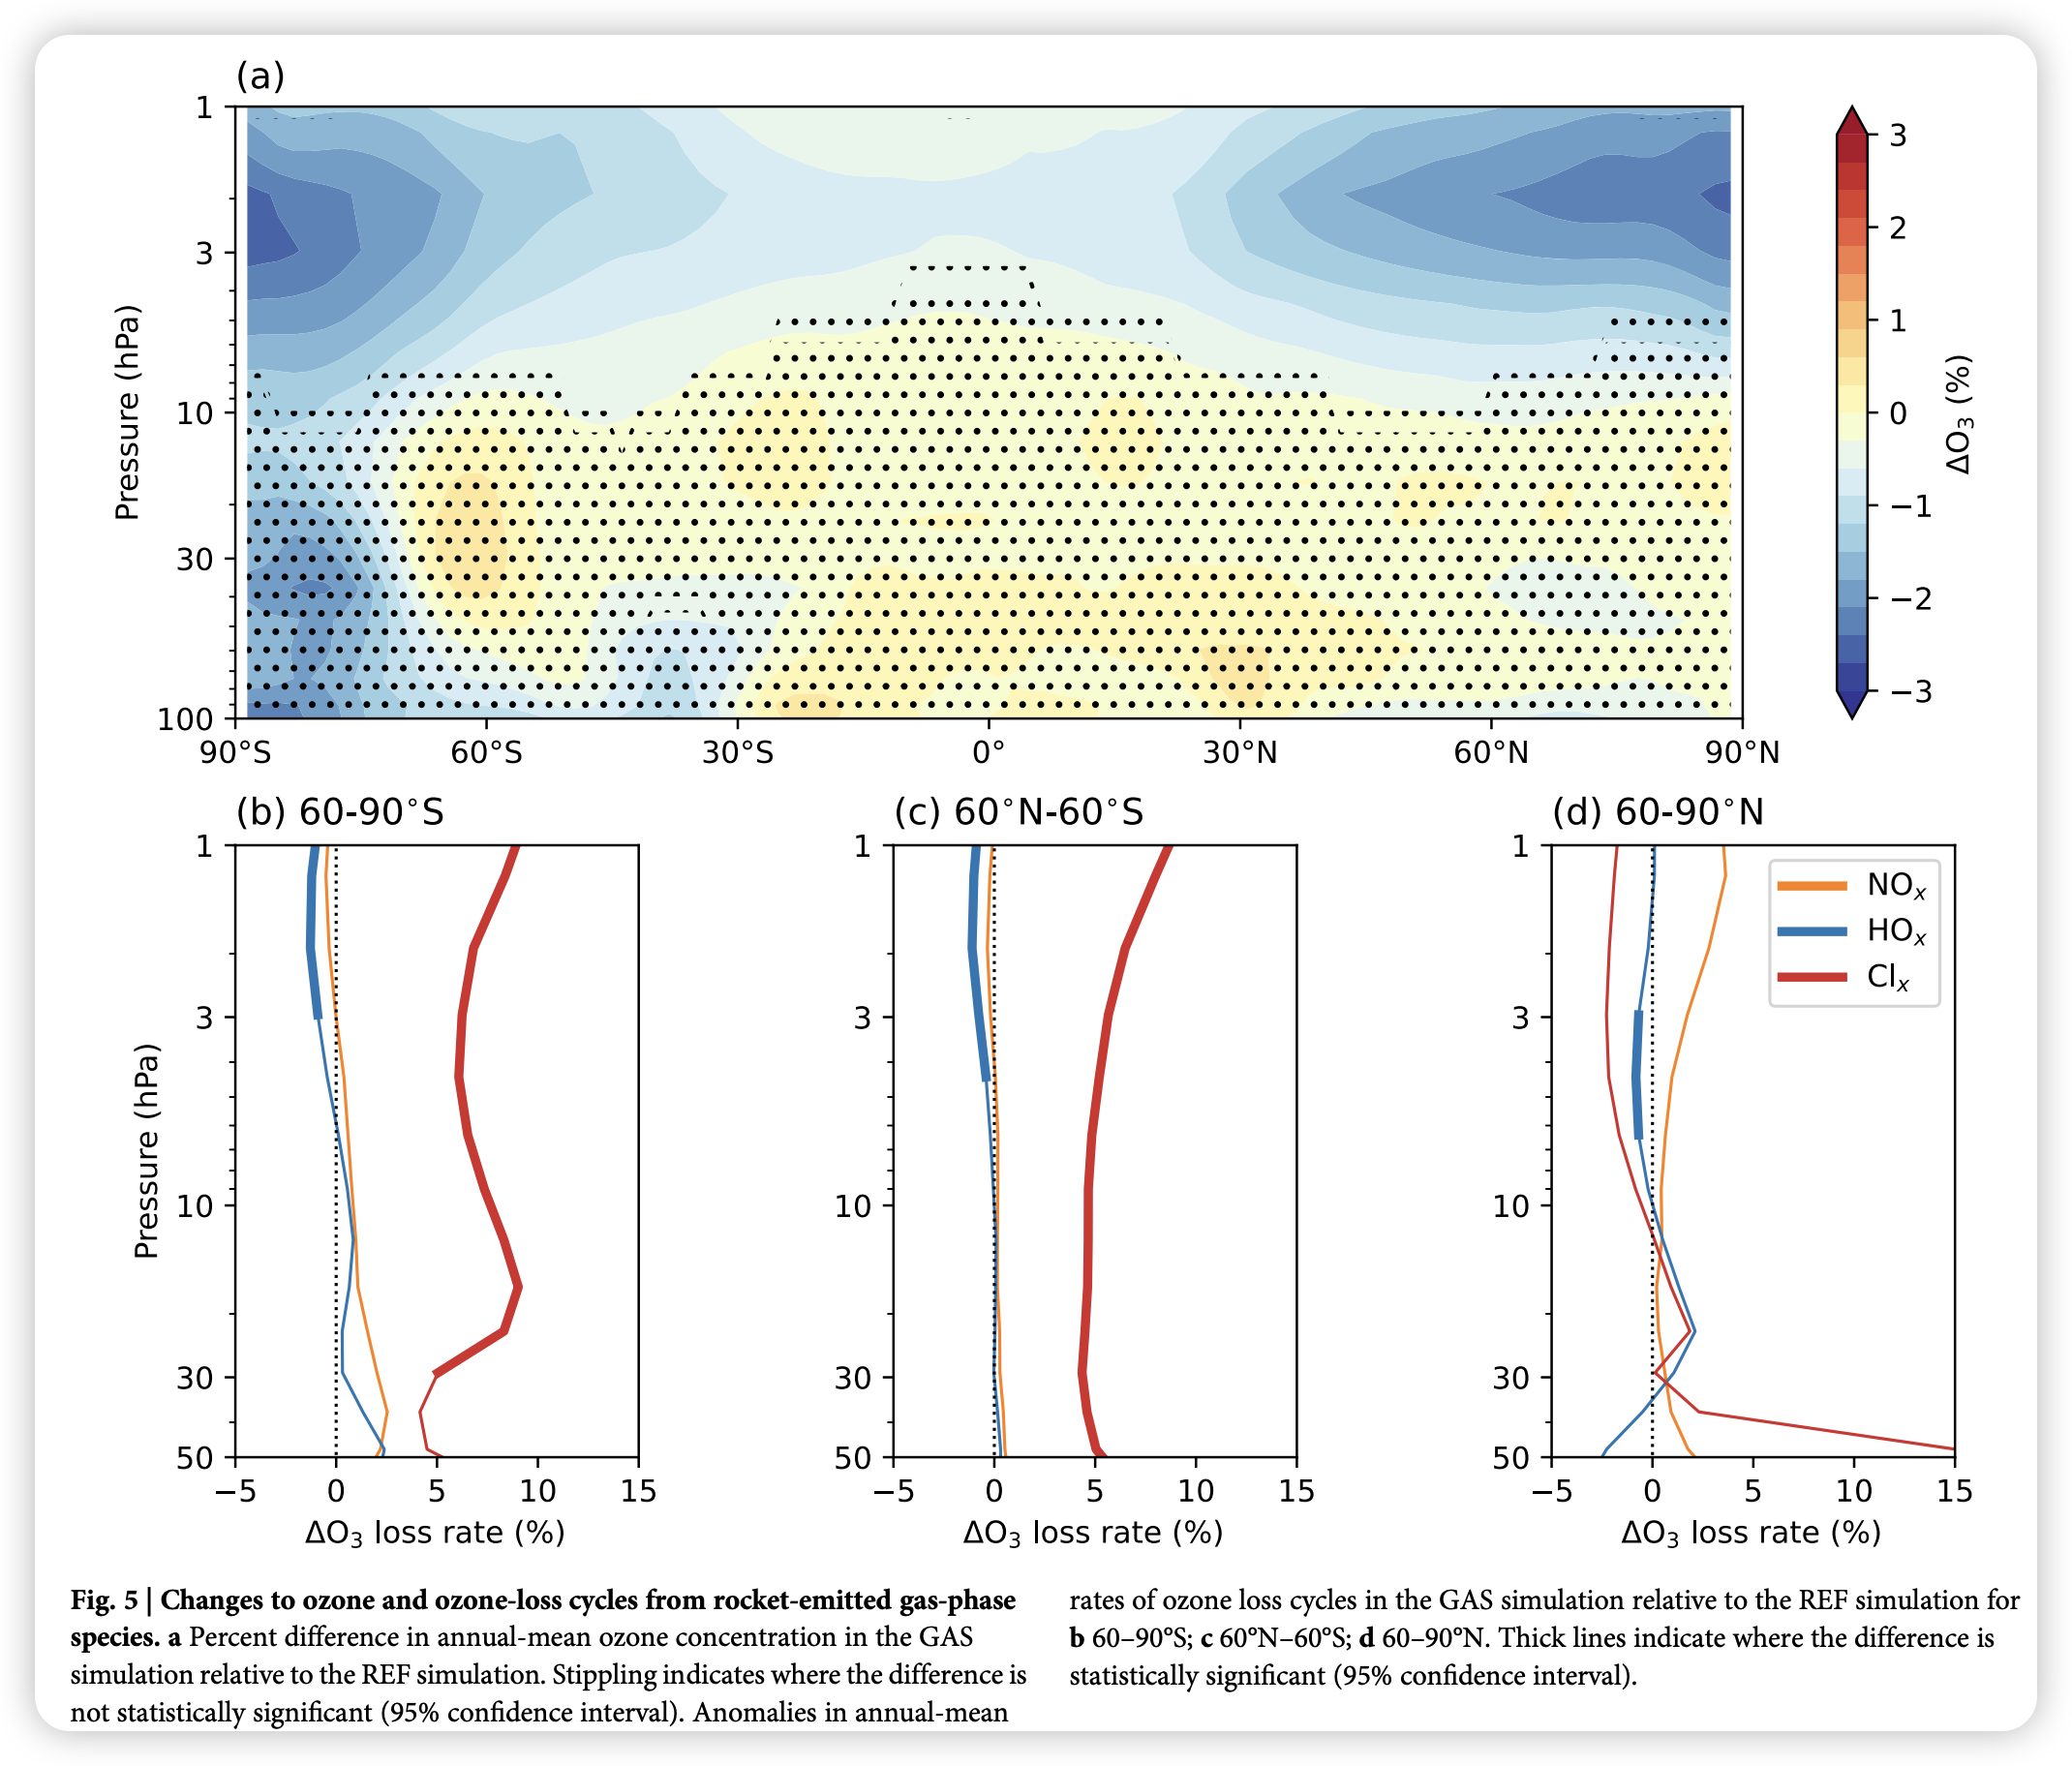 (a)
1
3
10
30
100
Pressure (hPa)
90°S 60°S 30°S 0° 30°N 60°N 90°N
3
2
1
0
−1
−2
−3
ΔO₃ (%)
(b) 60-90°S
1
3
10
30
50
Pressure (hPa)
−5 0 5 10 15
ΔO₃ loss rate (%)
(c) 60°N-60°S
1
3
10
30
50
−5 0 5 10 15
ΔO₃ loss rate (%)
(d) 60-90°N
1
3
10
30
50
NOₓ
HOₓ
Clₓ
−5 0 5 10 15
ΔO₃ loss rate (%)
Fig. 5 | Changes to ozone and ozone-loss cycles from rocket-emitted gas-phase
species. a Percent difference in annual-mean ozone concentration in the GAS
simulation relative to the REF simulation. Stippling indicates where the difference is
not statistically significant (95% confidence interval). Anomalies in annual-mean
rates of ozone loss cycles in the GAS simulation relative to the REF simulation for
b 60–90°S; c 60°N–60°S; d 60–90°N. Thick lines indicate where the difference is
statistically significant (95% confidence interval).